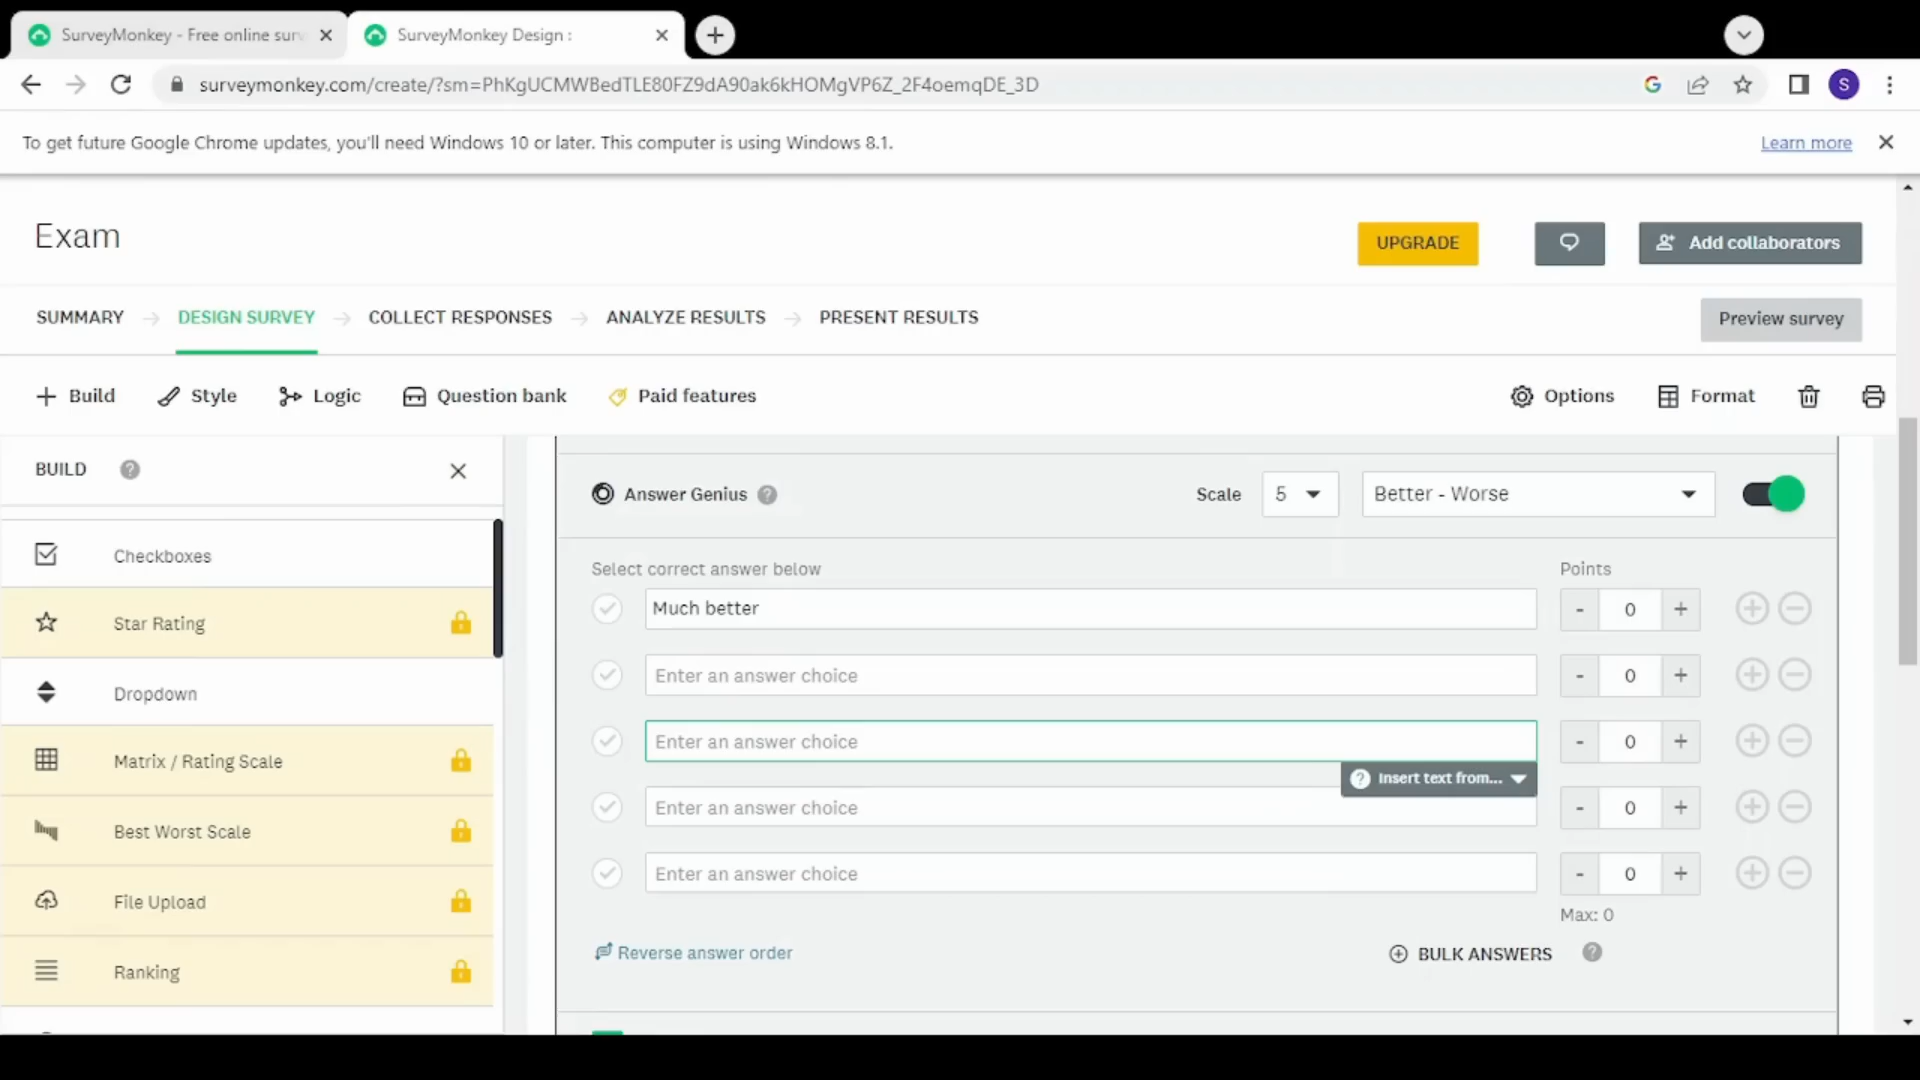 SurveyMonkey - Free online surv
SurveyMonkey Design :
surveymonkey.com/create/?sm=PhKgUCMWBedTLE80FZ9dA90ak6kHOMgVP6Z_2F4oemqDE_3D
S
To get future Google Chrome updates, you'll need Windows 10 or later. This computer is using Windows 8.1.
Learn more
Exam
UPGRADE
Add collaborators
SUMMARY
DESIGN SURVEY
COLLECT RESPONSES
ANALYZE RESULTS
PRESENT RESULTS
Preview survey
Build
Style
Logic
Question bank
Paid features
Options
Format
BUILD
Answer Genius
Scale
5
Better - Worse
Checkboxes
Star Rating
Dropdown
Matrix / Rating Scale
Best Worst Scale
File Upload
Ranking
Select correct answer below
Points
Much better
- 0 +
Enter an answer choice
- 0 +
Enter an answer choice
- 0 +
Insert text from...
Enter an answer choice
- 0 +
Enter an answer choice
- 0 +
Max: 0
Reverse answer order
BULK ANSWERS